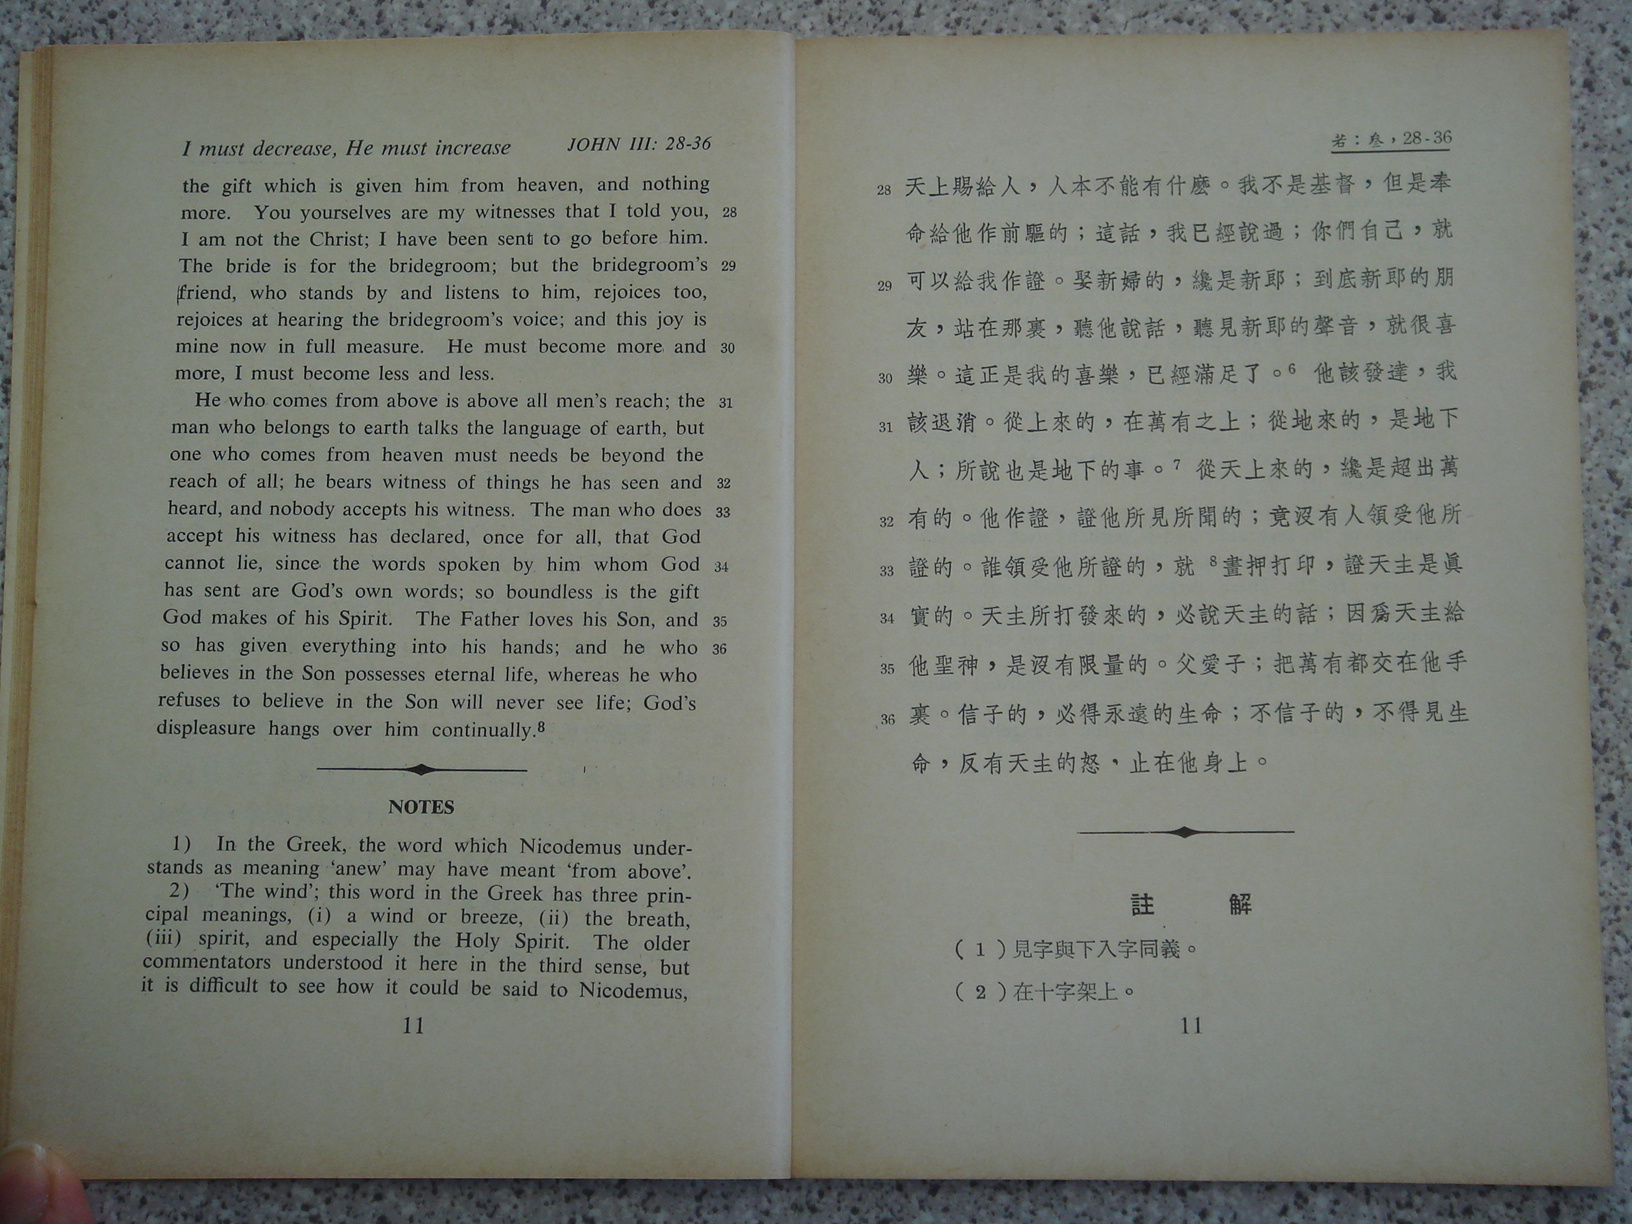 I must decrease, He must increase JOHN III: 28-36
the gift which is given him from heaven, and nothing
more. You yourselves are my witnesses that I told you, 28
I am not the Christ; I have been sent to go before him.
The bride is for the bridegroom; but the bridegroom's 29
friend, who stands by and listens to him, rejoices too,
rejoices at hearing the bridegroom's voice; and this joy is
mine now in full measure. He must become more and 30
more, I must become less and less.
He who comes from above is above all men's reach; the 31
man who belongs to earth talks the language of earth, but
one who comes from heaven must needs be beyond the
reach of all; he bears witness of things he has seen and 32
heard, and nobody accepts his witness. The man who does 33
accept his witness has declared, once for all, that God
cannot lie, since the words spoken by him whom God 34
has sent are God's own words; so boundless is the gift
God makes of his Spirit. The Father loves his Son, and 35
so has given everything into his hands; and he who 36
believes in the Son possesses eternal life, whereas he who
refuses to believe in the Son will never see life; God's
displeasure hangs over him continually.8
NOTES
1) In the Greek, the word which Nicodemus under-
stands as meaning 'anew' may have meant 'from above'.
2) 'The wind'; this word in the Greek has three prin-
cipal meanings, (i) a wind or breeze, (ii) the breath,
(iii) spirit, and especially the Holy Spirit. The older
commentators understood it here in the third sense, but
it is difficult to see how it could be said to Nicodemus,
11
若：叁，28-36
28 天上賜給人，人本不能有什麽。我不是基督，但是奉
命給他作前驅的；這話，我已經說過；你們自己，就
29 可以給我作證。娶新婦的，纔是新郎；到底新郎的朋
友，站在那裏，聽他說話，聽見新郎的聲音，就很喜
30 樂。這正是我的喜樂，已經滿足了。6 他該發達，我
31 該退消。從上來的，在萬有之上；從地來的，是地下
人；所說也是地下的事。7 從天上來的，纔是超出萬
32 有的。他作證，證他所見所聞的；竟沒有人領受他所
33 證的。誰領受他所證的，就 8畫押打印，證天主是眞
34 實的。天主所打發來的，必說天主的話；因爲天主給
35 他聖神，是沒有限量的。父愛子；把萬有都交在他手
36 裏。信子的，必得永遠的生命；不信子的，不得見生
命，反有天主的怒，止在他身上。
註 解
( 1 ) 見字與下入字同義。
( 2 ) 在十字架上。
11